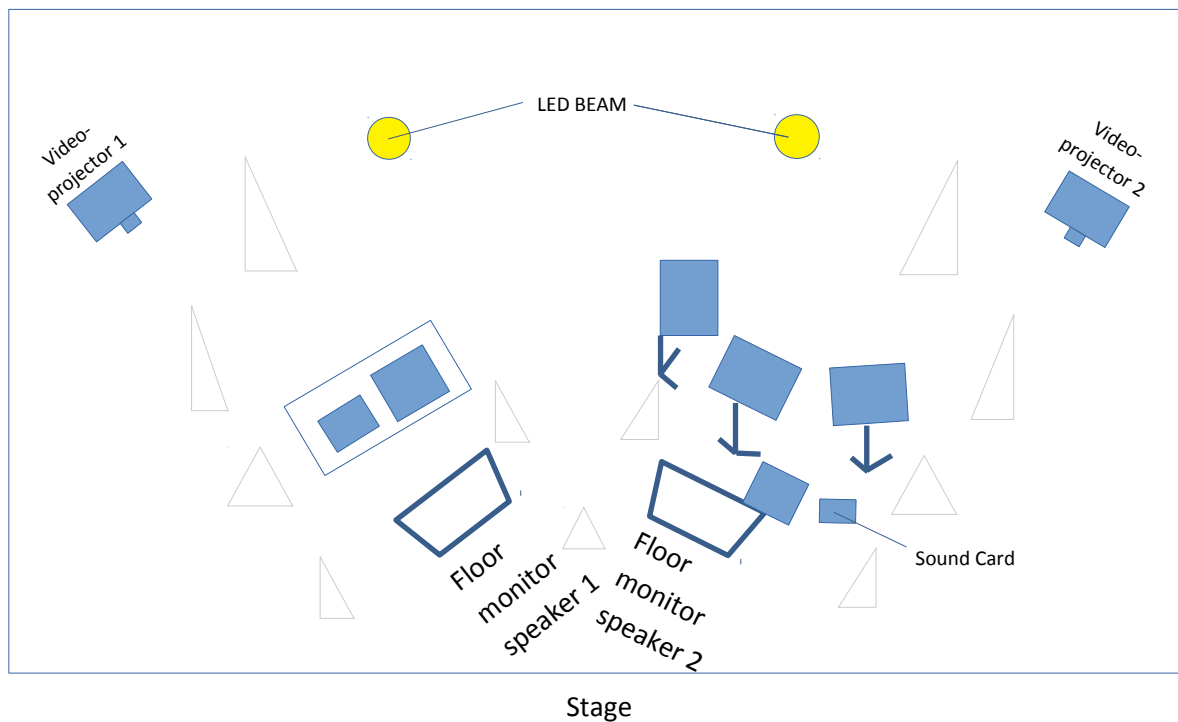 LED BEAM
Video-
projector 1
Video-
projector 2
Floor
monitor
speaker 1
Floor
monitor
speaker 2
Sound Card
Stage